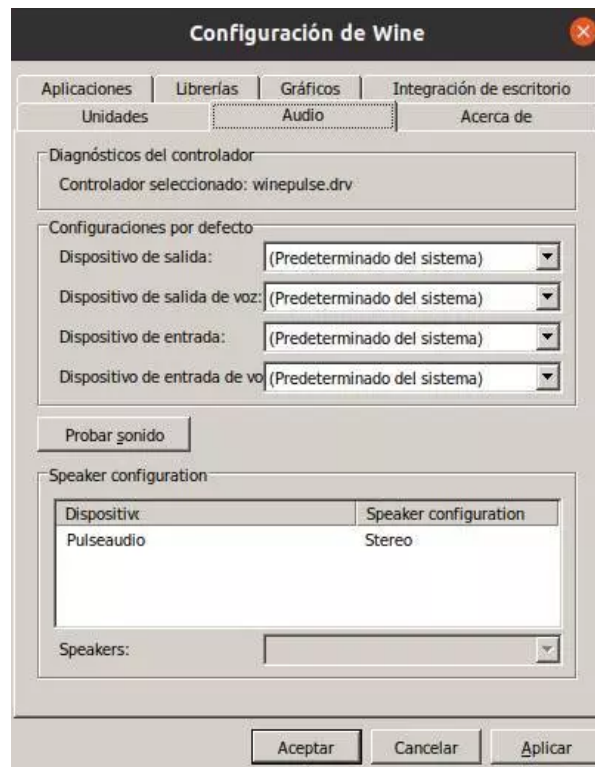 Configuración de Wine
Aplicaciones Librerías Gráficos Integración de escritorio
Unidades Audio Acerca de
Diagnósticos del controlador
Controlador seleccionado: winepulse.drv
Configuraciones por defecto
Dispositivo de salida: (Predeterminado del sistema)
Dispositivo de salida de voz: (Predeterminado del sistema)
Dispositivo de entrada: (Predeterminado del sistema)
Dispositivo de entrada de vo (Predeterminado del sistema)
Probar sonido
Speaker configuration
Dispositivc Speaker configuration
Pulseaudio Stereo
Speakers:
Aceptar Cancelar Aplicar